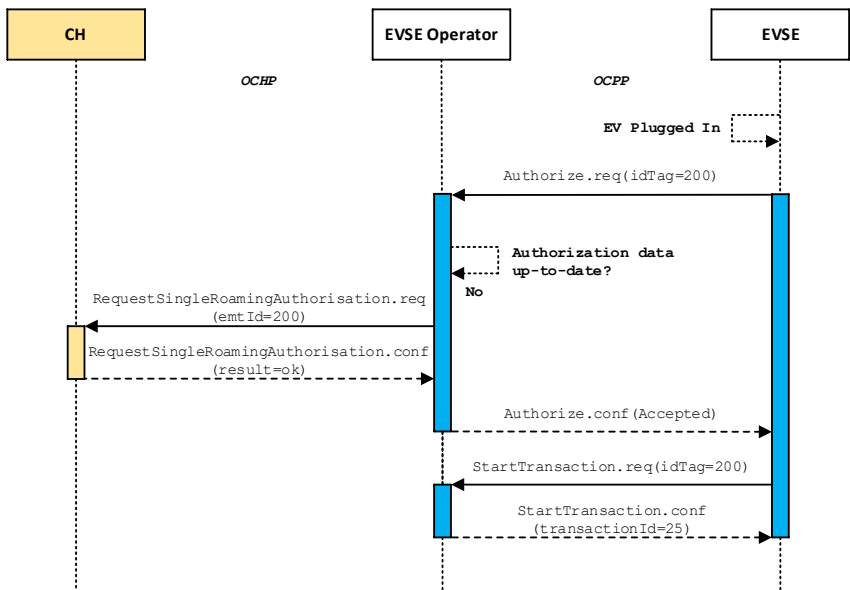 CH
EVSE Operator
EVSE
OCHP
OCPP
EV Plugged In
Authorize.req(idTag=200)
Authorization data
up-to-date?
No
RequestSingleRoamingAuthorisation.req
(emtId=200)
RequestSingleRoamingAuthorisation.conf
(result=ok)
Authorize.conf(Accepted)
StartTransaction.req(idTag=200)
StartTransaction.conf
(transactionId=25)